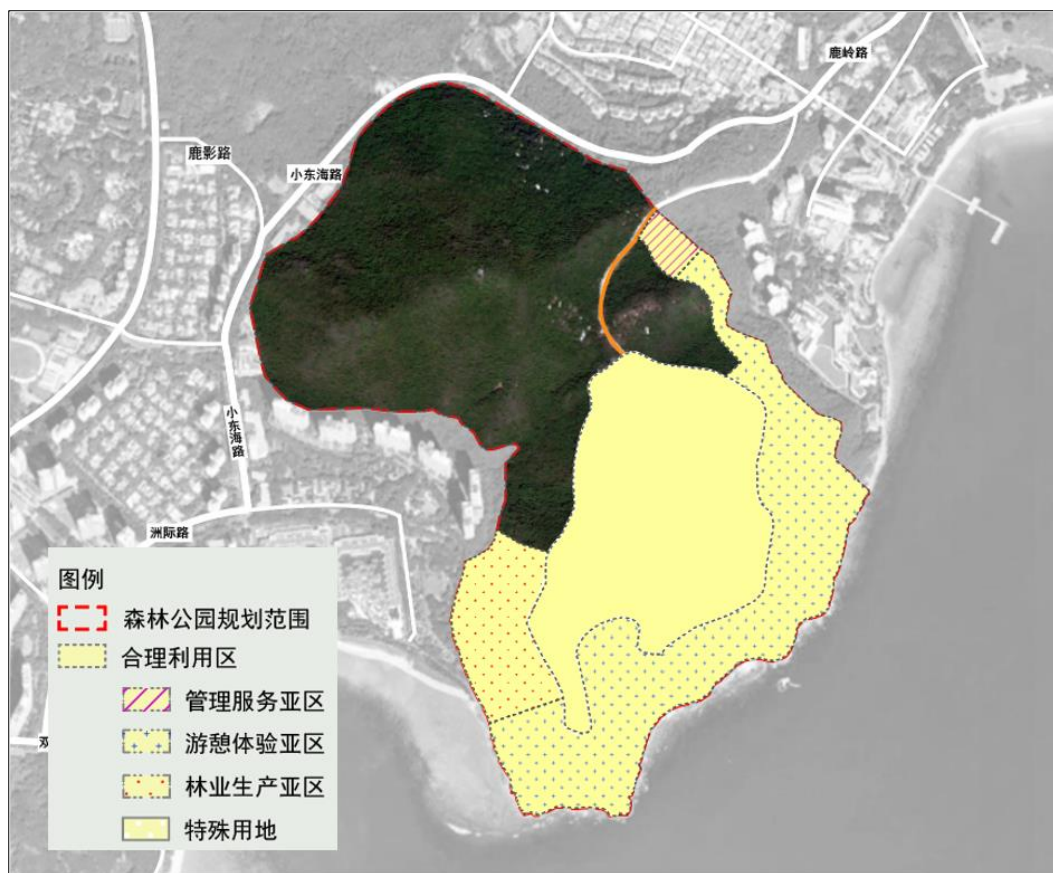 鹿岭路
鹿影路
小东海路
小东海路
洲际路
双
图例
森林公园规划范围
合理利用区
管理服务亚区
游憩体验亚区
林业生产亚区
特殊用地